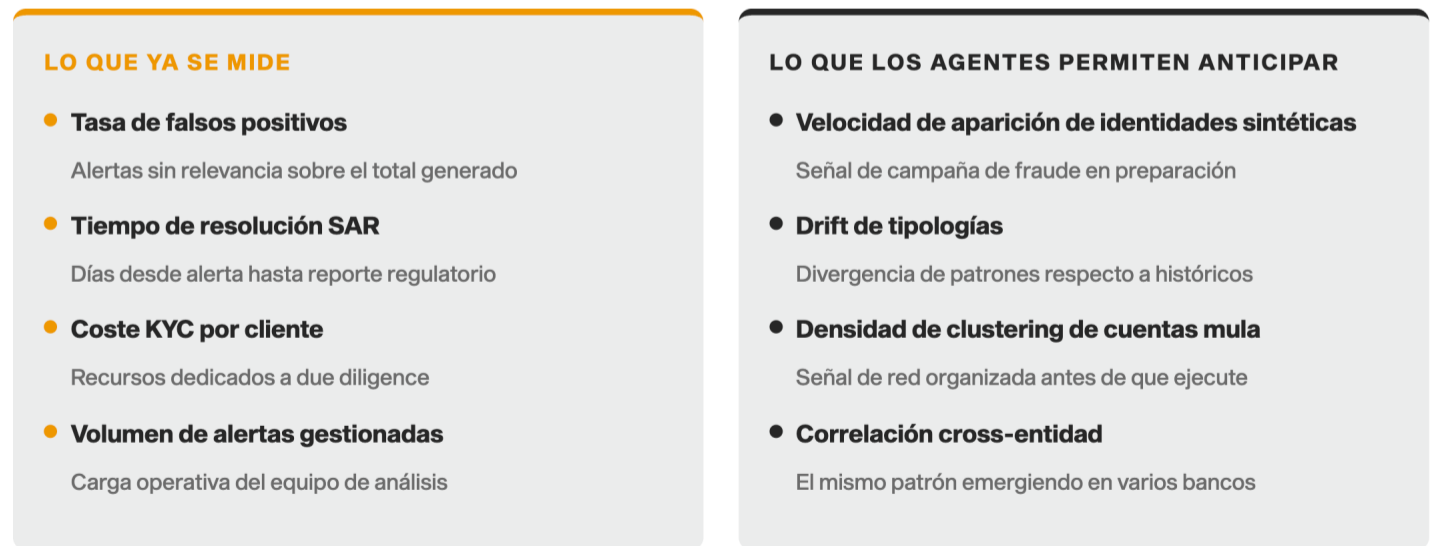 LO QUE YA SE MIDE
Tasa de falsos positivos
Alertas sin relevancia sobre el total generado
Tiempo de resolución SAR
Días desde alerta hasta reporte regulatorio
Coste KYC por cliente
Recursos dedicados a due diligence
Volumen de alertas gestionadas
Carga operativa del equipo de análisis
LO QUE LOS AGENTES PERMITEN ANTICIPAR
Velocidad de aparición de identidades sintéticas
Señal de campaña de fraude en preparación
Drift de tipologías
Divergencia de patrones respecto a históricos
Densidad de clustering de cuentas mula
Señal de red organizada antes de que ejecute
Correlación cross-entidad
El mismo patrón emergiendo en varios bancos